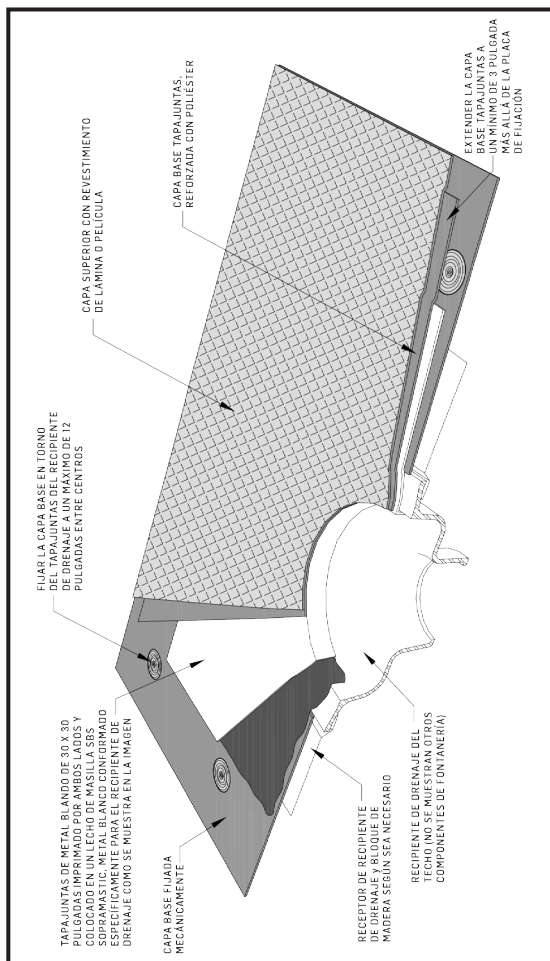 TAPAJUNTAS DE METAL BLANDO DE 30 X 30
PULGADAS IMPRIMADO POR AMBOS LADOS Y
COLOCADO EN UN LECHO DE MASILLA SBS
SOPRAMASTIC, METAL BLANCO CONFORMADO
ESPECÍFICAMENTE PARA EL RECIPIENTE DE
DRENAJE COMO SE MUESTRA EN LA IMAGEN
FIJAR LA CAPA BASE EN TORNO
DEL TAPAJUNTAS DEL RECIPIENTE
DE DRENAJE A UN MÁXIMO DE 12
PULGADAS ENTRE CENTROS
CAPA SUPERIOR CON REVESTIMIENTO
DE LÁMINA O PELÍCULA
CAPA BASE TAPAJUNTAS,
REFORZADA CON POLIÉSTER
EXTENDER LA CAPA
BASE TAPAJUNTAS A
UN MÍNIMO DE 3 PULGADA
MÁS ALLÁ DE LA PLACA
DE FIJACIÓN
CAPA BASE FIJADA
MECÁNICAMENTE
RECEPTOR DE RECIPIENTE
DE DRENAJE y BLOQUE DE
MADERA SEGÚN SEA NECESARIO
RECIPIENTE DE DRENAJE DEL
TECHO (NO SE MUESTRAN OTROS
COMPONENTES DE FONTANERÍA)